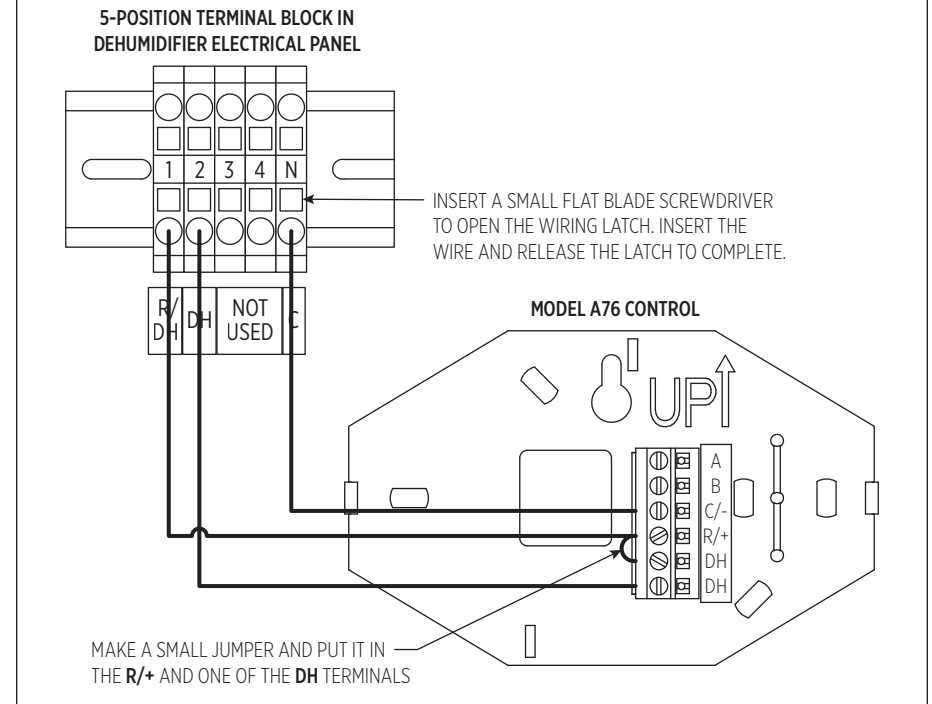 5-POSITION TERMINAL BLOCK IN
DEHUMIDIFIER ELECTRICAL PANEL
1 2 3 4 N
INSERT A SMALL FLAT BLADE SCREWDRIVER
TO OPEN THE WIRING LATCH. INSERT THE
WIRE AND RELEASE THE LATCH TO COMPLETE.
R/
DH
DH
NOT
USED
C
MODEL A76 CONTROL
UP
A
B
C/-
R/+
DH
DH
MAKE A SMALL JUMPER AND PUT IT IN
THE R/+ AND ONE OF THE DH TERMINALS